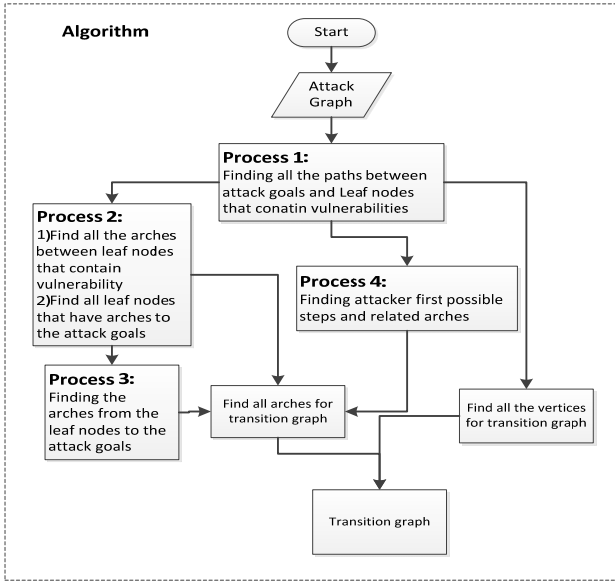 Algorithm
Start
Attack
Graph
Process 1:
Finding all the paths between
attack goals and Leaf nodes
that conatin vulnerabilities
Process 2:
1)Find all the arches
between leaf nodes
that contain
vulnerability
2)Find all leaf nodes
that have arches to
the attack goals
Process 4:
Finding attacker first possible
steps and related arches
Process 3:
Finding the
arches from the
leaf nodes to the
attack goals
Find all arches for
transition graph
Find all the vertices
for transition graph
Transition graph